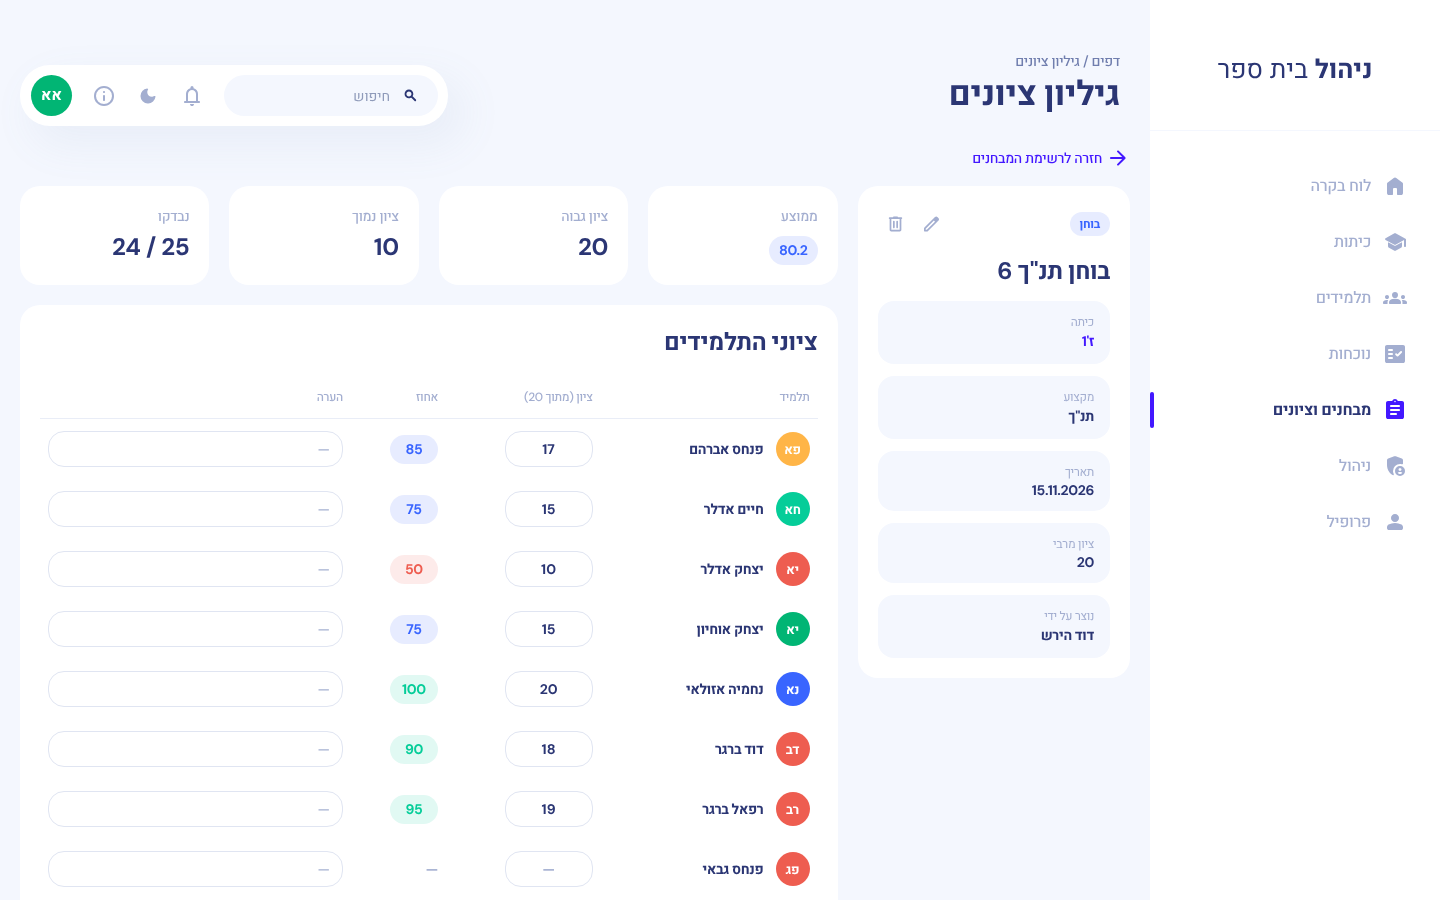 ניהול בית ספר
לוח בקרה
כיתות
תלמידים
נוכחות
מבחנים וציונים
ניהול
פרופיל
דפים / גיליון ציונים
גיליון ציונים
חיפוש
אא
חזרה לרשימת המבחנים
בוחן
בוחן תנ"ך 6
כיתה
ז'1
מקצוע
תנ"ך
תאריך
15.11.2026
ציון מרבי
20
נוצר על ידי
דוד הירש
ממוצע
80.2
ציון גבוה
20
ציון נמוך
10
נבדקו
24 / 25
ציוני התלמידים
תלמיד ציון (מתוך 20) אחוז הערה
פא פנחס אברהם 17 85 —
חא חיים אדלר 15 75 —
יא יצחק אדלר 10 50 —
יא יצחק אוחיון 15 75 —
נא נחמיה אזולאי 20 100 —
דב דוד ברגר 18 90 —
רב רפאל ברגר 19 95 —
פג פנחס גבאי — — —